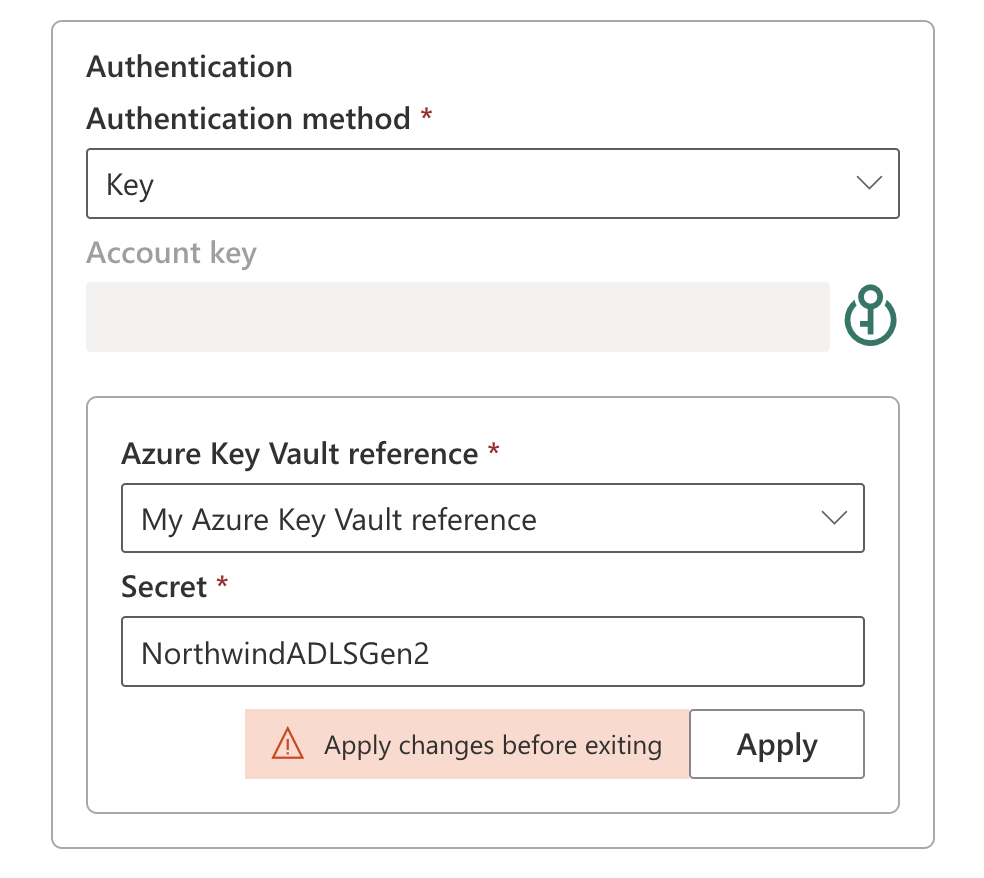 Authentication
Authentication method *
Key
Account key
Azure Key Vault reference *
My Azure Key Vault reference
Secret *
NorthwindADLSGen2
Apply changes before exiting
Apply